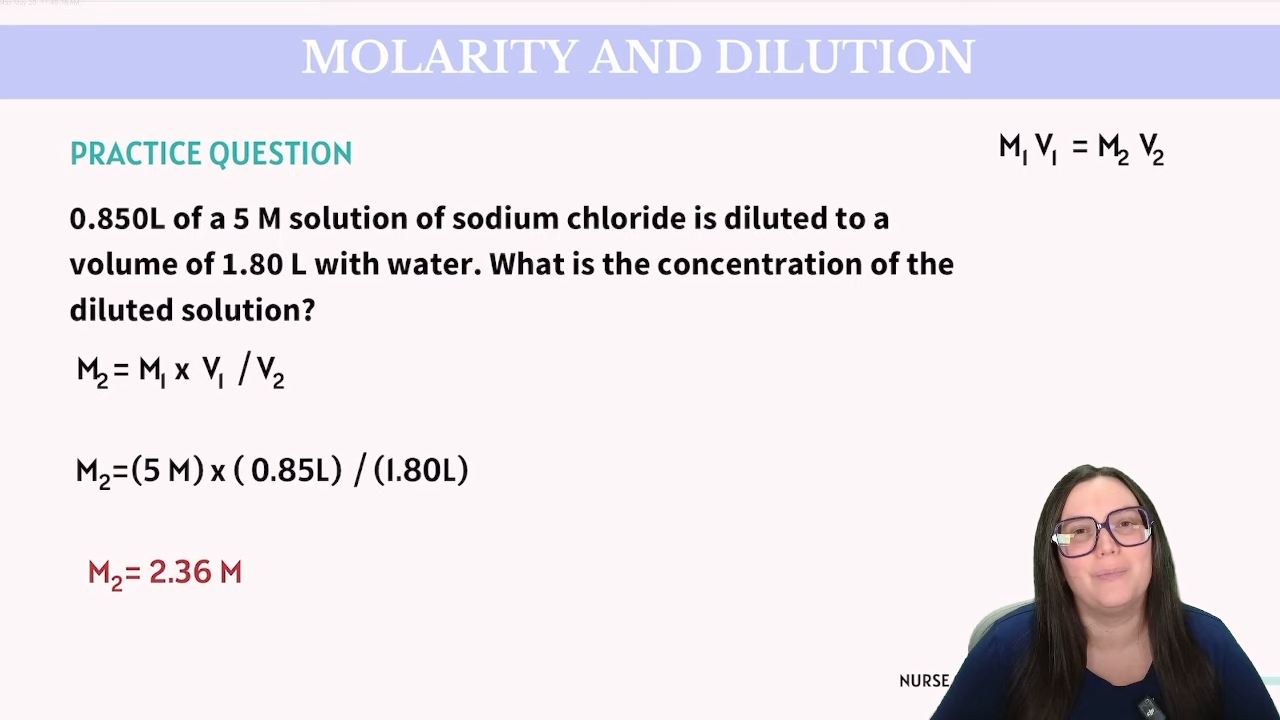 MOLARITY AND DILUTION
PRACTICE QUESTION
M₁ V₁ = M₂ V₂
0.850L of a 5 M solution of sodium chloride is diluted to a
volume of 1.80 L with water. What is the concentration of the
diluted solution?
M₂ = M₁ x V₁ / V₂
M₂=(5 M) x ( 0.85L) / (1.80L)
M₂= 2.36 M
NURSE